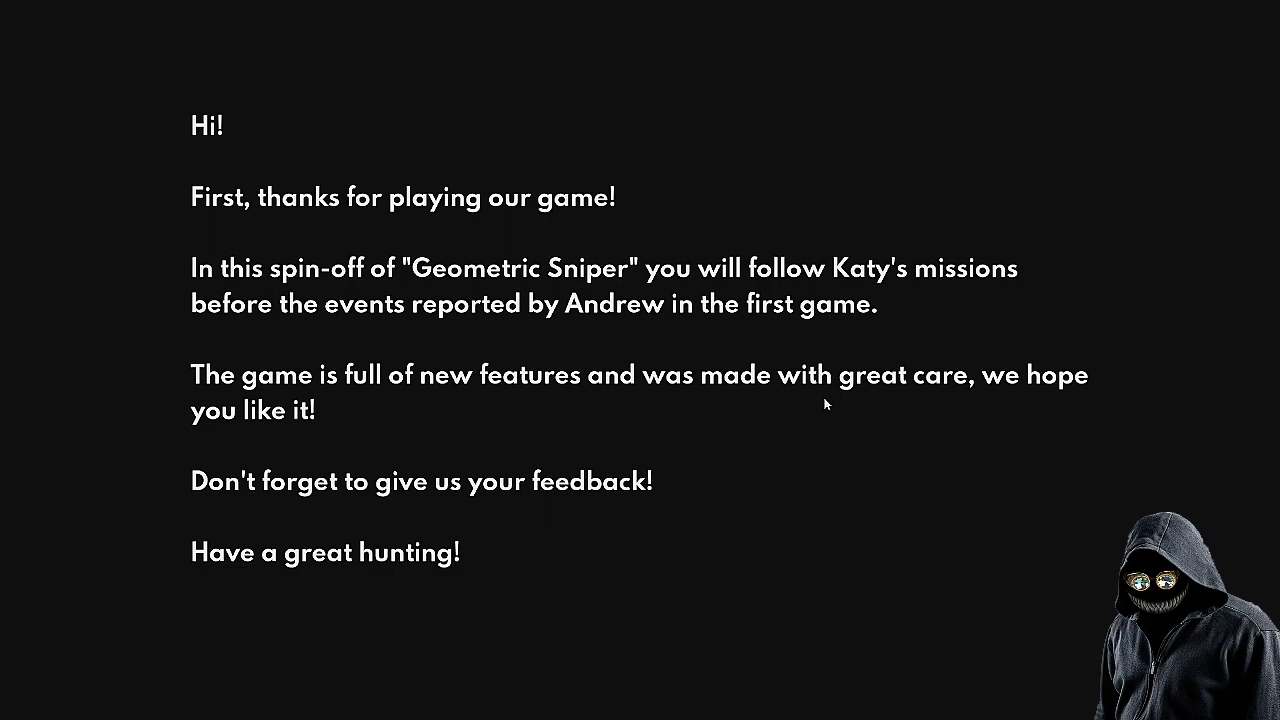 Hi!
First, thanks for playing our game!
In this spin-off of "Geometric Sniper" you will follow Katy's missions
before the events reported by Andrew in the first game.
The game is full of new features and was made with great care, we hope
you like it!
Don't forget to give us your feedback!
Have a great hunting!